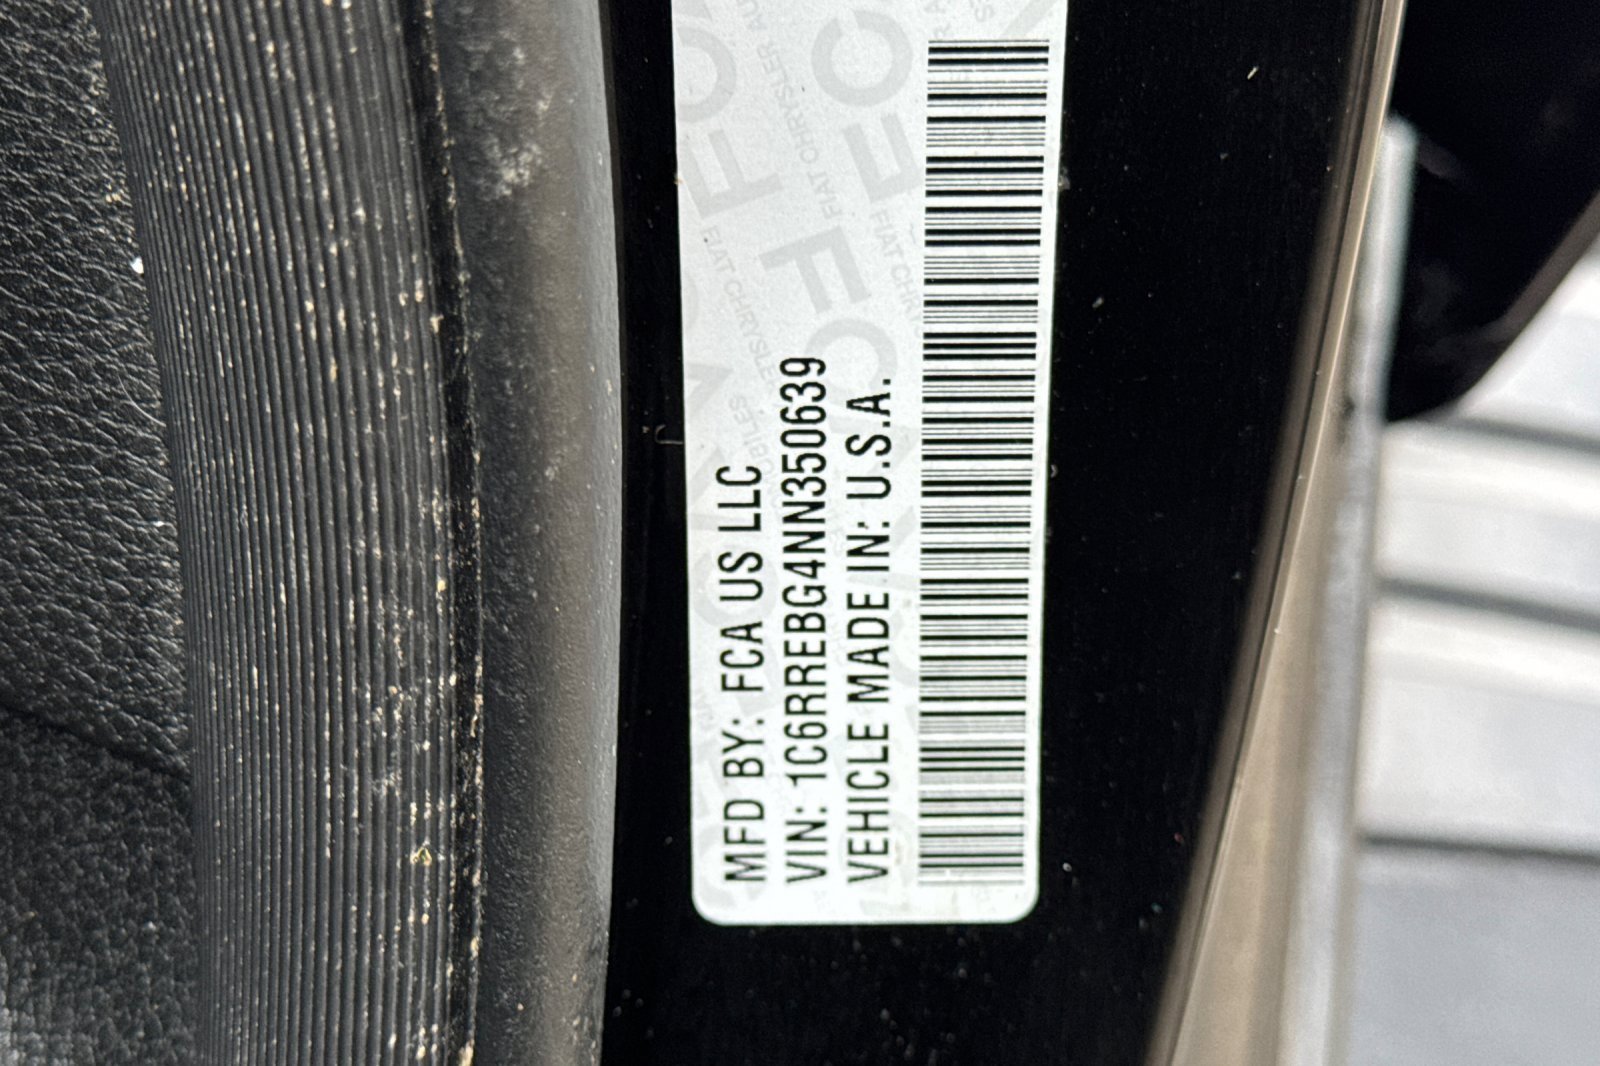 MFD BY: FCA US LLC
VIN: 1C6RREBG4NN350639
VEHICLE MADE IN: U.S.A.